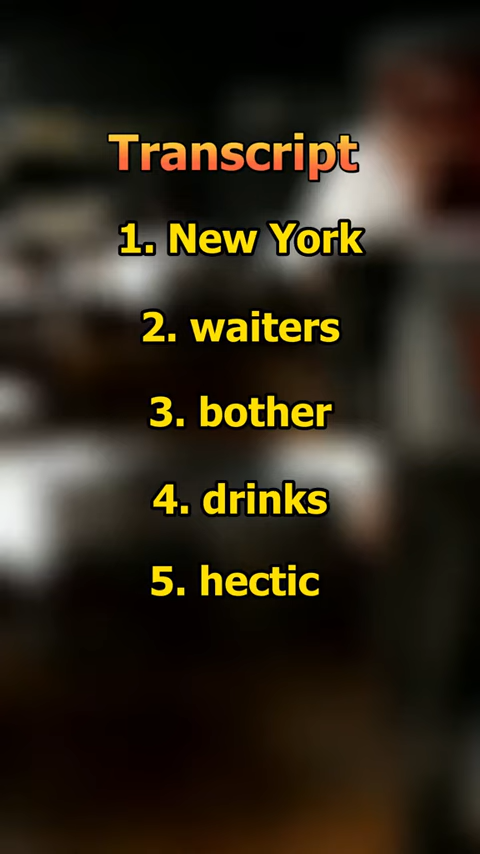 Transcript
1. New York
2. waiters
3. bother
4. drinks
5. hectic